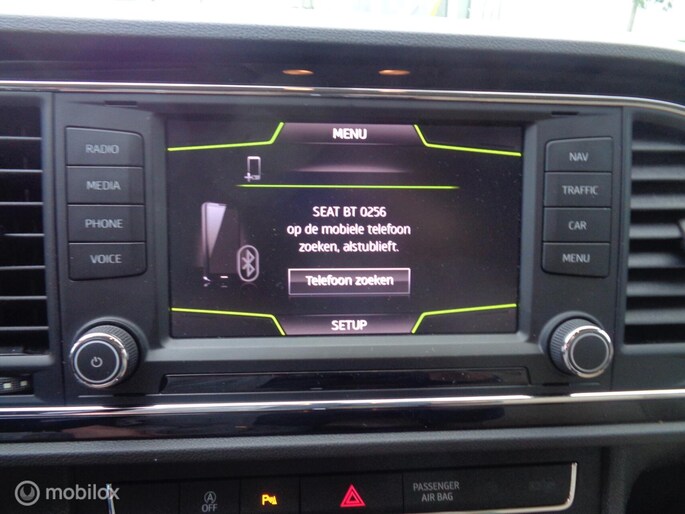 MENU
RADIO
MEDIA
PHONE
VOICE
SEAT BT 0256
op de mobiele telefoon
zoeken, alstublieft.
Telefoon zoeken
SETUP
NAV
TRAFFIC
CAR
MENU
A
OFF
P
PASSENGER
AIR BAG
mobilox